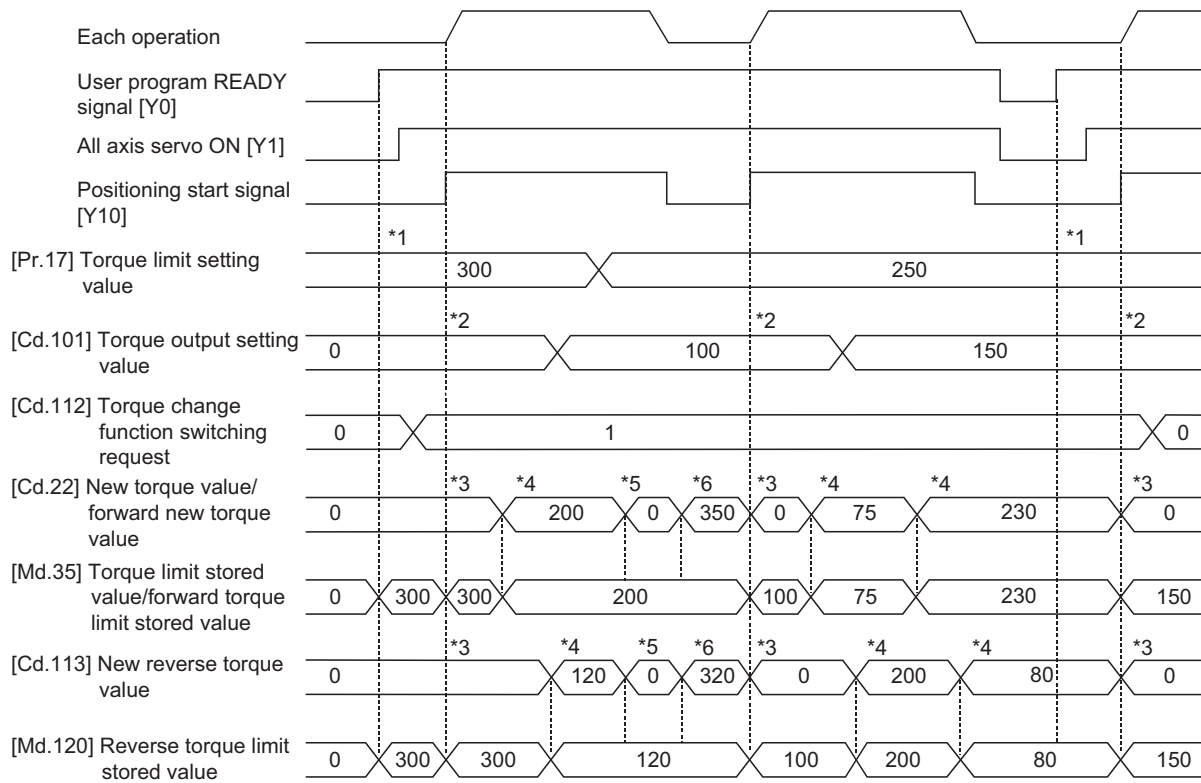 Each operation
User program READY
signal [Y0]
All axis servo ON [Y1]
Positioning start signal
[Y10]
*1 *1
[Pr.17] Torque limit setting
value
300 250
*2 *2 *2
[Cd.101] Torque output setting
value
0 100 150
[Cd.112] Torque change
function switching
request
0 1 0
[Cd.22] New torque value/
forward new torque
value
*3 *4 *5 *6 *3 *4 *4 *3
0 200 0 350 0 75 230 0
[Md.35] Torque limit stored
value/forward torque
limit stored value
0 300 300 200 100 75 230 150
*3 *4 *5 *6 *3 *4 *4 *3
[Cd.113] New reverse torque
value
0 120 0 320 0 200 80 0
[Md.120] Reverse torque limit
stored value
0 300 300 120 100 200 80 150